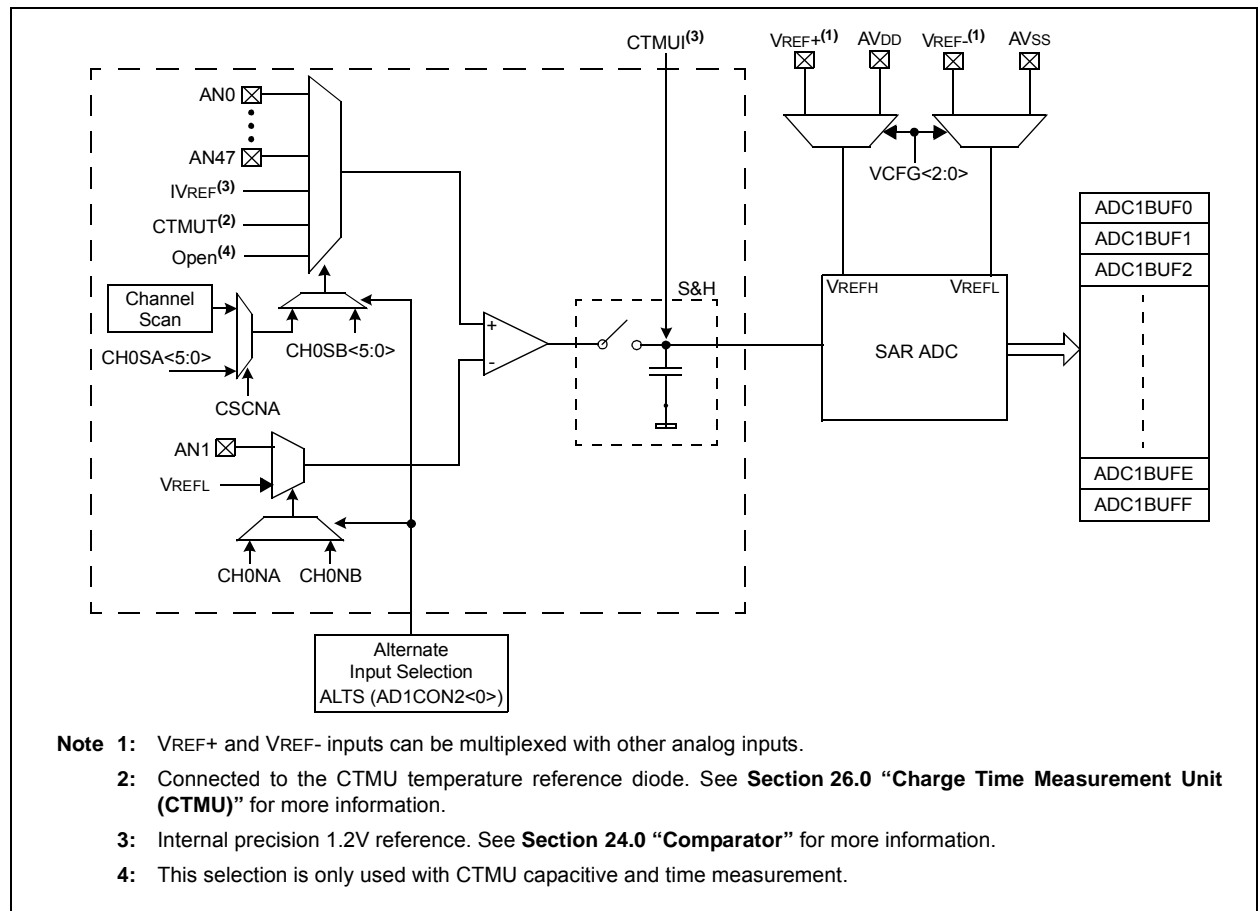 CTMUI(3)
VREF+(1)
AVDD
VREF-(1)
AVSS
AN0
AN47
IVREF(3)
CTMUT(2)
Open(4)
VCFG<2:0>
Channel
Scan
CH0SA<5:0>
CH0SB<5:0>
CSCNA
+
-
S&H
VREFH
VREFL
SAR ADC
ADC1BUF0
ADC1BUF1
ADC1BUF2
ADC1BUFE
ADC1BUFF
AN1
VREFL
CH0NA
CH0NB
Alternate
Input Selection
ALTS (AD1CON2<0>)
Note 1: VREF+ and VREF- inputs can be multiplexed with other analog inputs.
2: Connected to the CTMU temperature reference diode. See Section 26.0 “Charge Time Measurement Unit
(CTMU)” for more information.
3: Internal precision 1.2V reference. See Section 24.0 “Comparator” for more information.
4: This selection is only used with CTMU capacitive and time measurement.